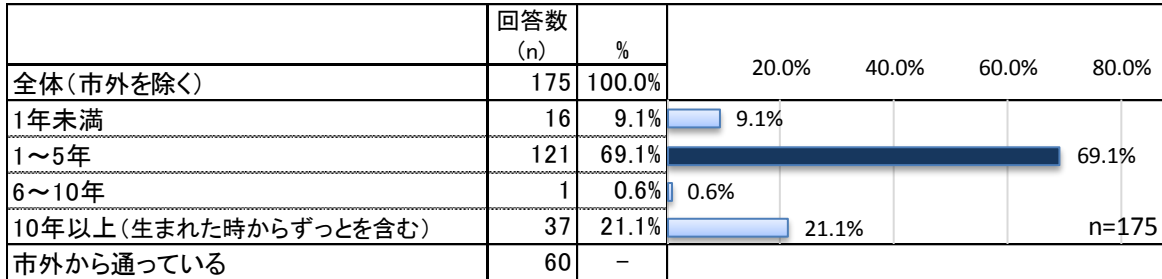 回答数
(n) %
全体(市外を除く) 175 100.0% 20.0% 40.0% 60.0% 80.0%
1年未満 16 9.1% 9.1%
1～5年 121 69.1% 69.1%
6～10年 1 0.6% 0.6%
10年以上(生まれた時からずっとを含む) 37 21.1% 21.1% n=175
市外から通っている 60 −